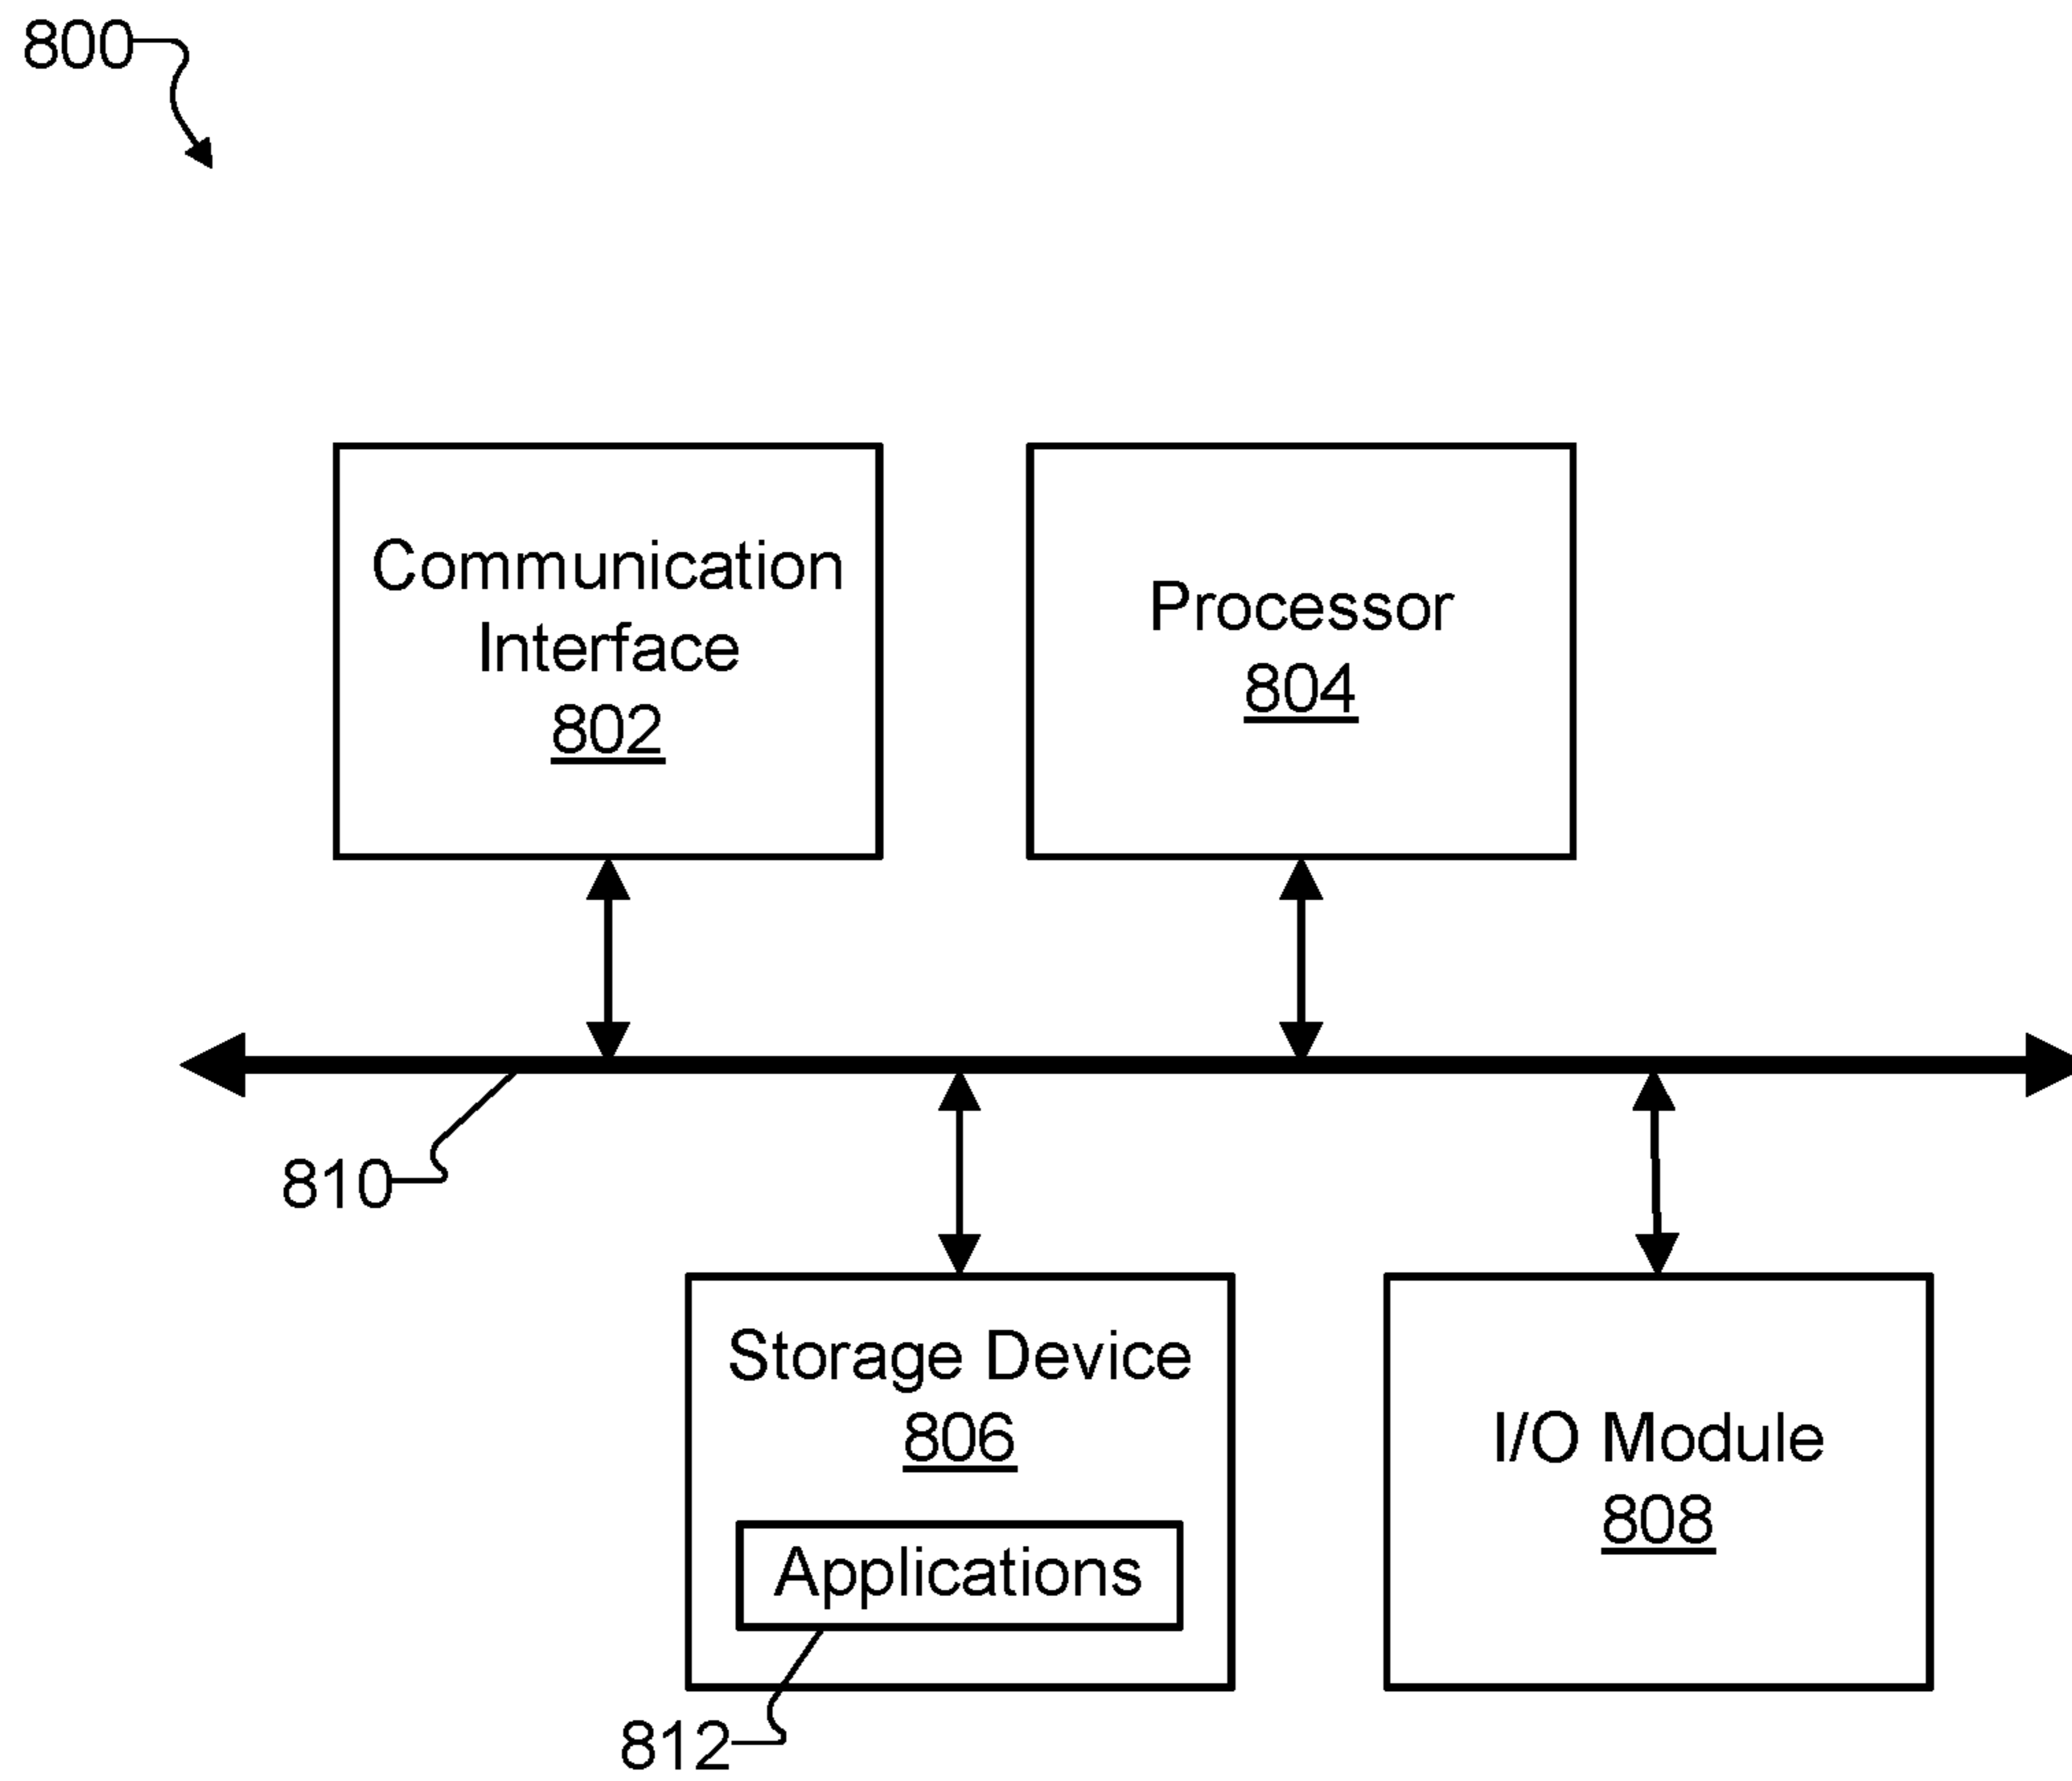 800
Communication
Interface
802
Processor
804
810
Storage Device
806
Applications
812
I/O Module
808